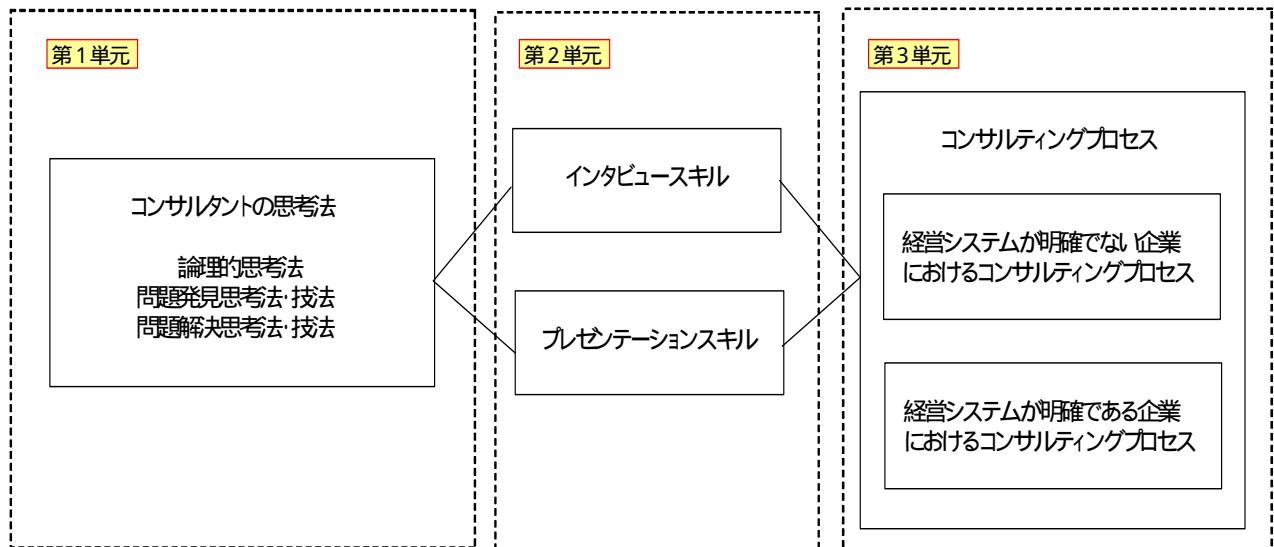 第1単元
コンサルタントの思考法
論理的思考法
問題発見思考法・技法
問題解決思考法・技法
第2単元
インタビュースキル
プレゼンテーションスキル
第3単元
コンサルティングプロセス
経営システムが明確でない企業
におけるコンサルティングプロセス
経営システムが明確である企業
におけるコンサルティングプロセス